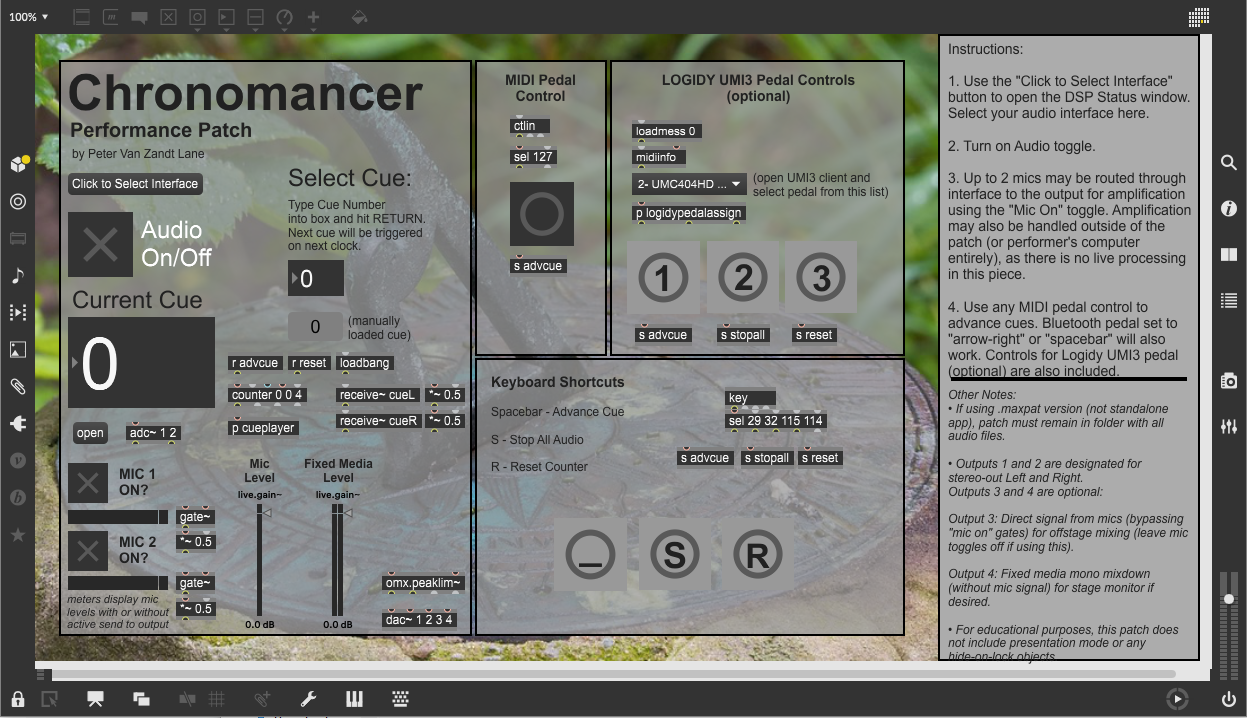 100%
Chronomancer
Performance Patch
by Peter Van Zandt Lane
Click to Select Interface
Audio
On/Off
Select Cue:
Type Cue Number
into box and hit RETURN.
Next cue will be triggered
on next clock.
0
0
(manually
loaded cue)
Current Cue
0
r advcue
r reset
loadbang
counter 0 0 4
receive~ cueL
*~ 0.5
p cueplayer
receive~ cueR
*~ 0.5
open
adc~ 1 2
MIC 1
ON?
gate~
*~ 0.5
MIC 2
ON?
gate~
*~ 0.5
meters display mic
levels with or without
active send to output
Mic
Level
live.gain~
0.0 dB
Fixed Media
Level
live.gain~
0.0 dB
omx.peaklim~
dac~ 1 2 3 4
MIDI Pedal
Control
ctlin
sel 127
s advcue
LOGIDY UMI3 Pedal Controls
(optional)
loadmess 0
midiinfo
2- UMC404HD ...
(open UMI3 client and
select pedal from this list)
p logidypedalassign
1
2
3
s advcue
s stopall
s reset
Keyboard Shortcuts
Spacebar - Advance Cue
S - Stop All Audio
R - Reset Counter
key
sel 29 32 115 114
s advcue
s stopall
s reset
_
S
R
Instructions:
1. Use the "Click to Select Interface"
button to open the DSP Status window.
Select your audio interface here.
2. Turn on Audio toggle.
3. Up to 2 mics may be routed through
interface to the output for amplification
using the "Mic On" toggle. Amplification
may also be handled outside of the
patch (or performer's computer
entirely), as there is no live processing
in this piece.
4. Use any MIDI pedal control to
advance cues. Bluetooth pedal set to
"arrow-right" or "spacebar" will also
work. Controls for Logidy UMI3 pedal
(optional) are also included.
Other Notes:
• If using .maxpat version (not standalone
app), patch must remain in folder with all
audio files.
• Outputs 1 and 2 are designated for
stereo-out Left and Right.
Outputs 3 and 4 are optional:
Output 3: Direct signal from mics (bypassing
"mic on" gates) for offstage mixing (leave mic
toggles off if using this).
Output 4: Fixed media mono mixdown
(without mic signal) for stage monitor if
desired.
• For educational purposes, this patch does
not include presentation mode or any
hide-on-lock objects.